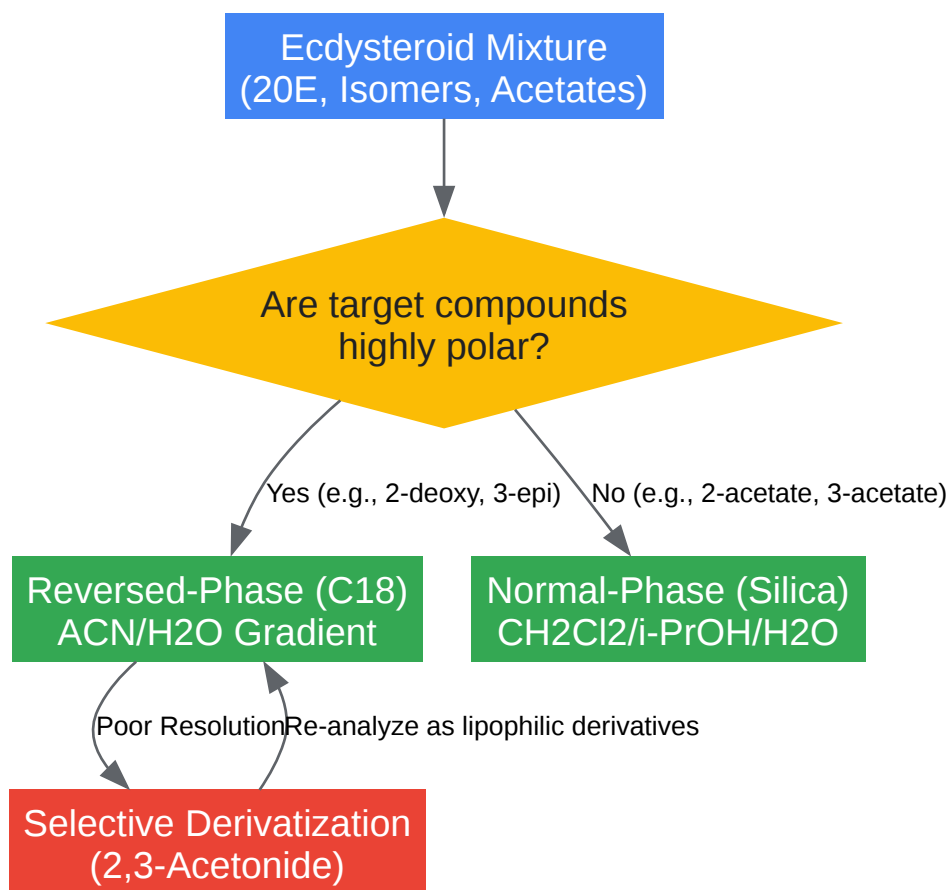 Ecdysteroid Mixture
(20E, Isomers, Acetates)
Are target compounds
highly polar?
Yes (e.g., 2-deoxy, 3-epi)
No (e.g., 2-acetate, 3-acetate)
Reversed-Phase (C18)
ACN/H2O Gradient
Normal-Phase (Silica)
CH2Cl2/i-PrOH/H2O
Poor Resolution
Re-analyze as lipophilic derivatives
Selective Derivatization
(2,3-Acetonide)